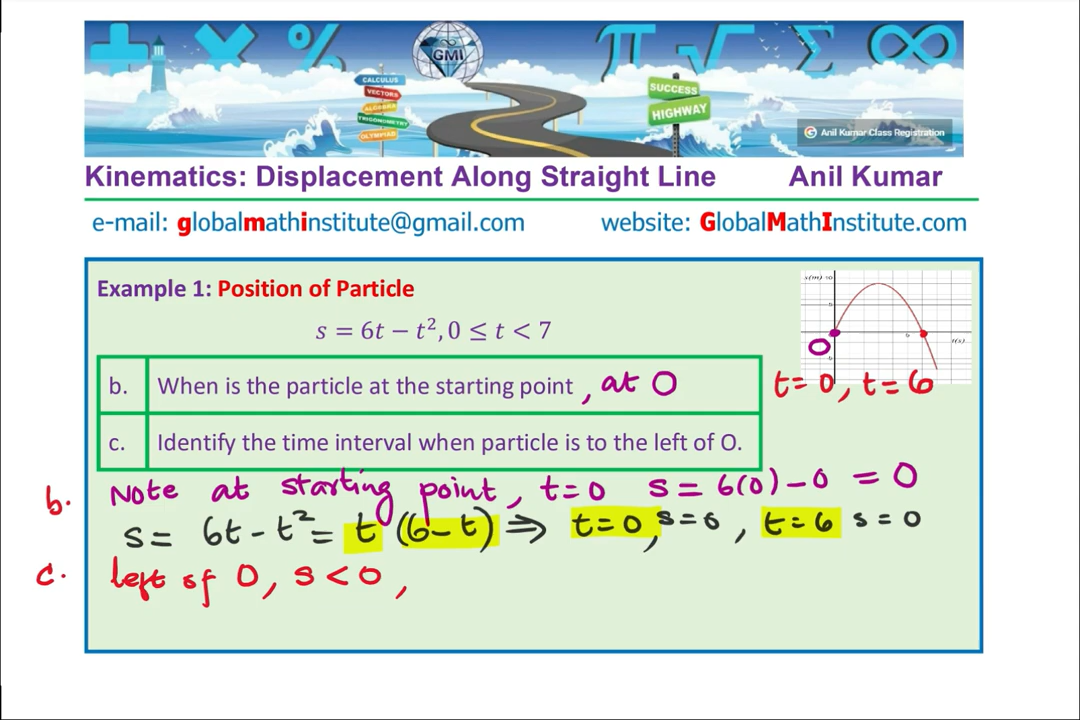 + × % GMI π √ Σ ∞
CALCULUS
VECTORS
ALGEBRA
TRIGONOMETRY
OLYMPIAD
SUCCESS
HIGHWAY
G Anil Kumar Class Registration
Kinematics: Displacement Along Straight Line Anil Kumar
e-mail: globalmathinstitute@gmail.com website: GlobalMathInstitute.com
Example 1: Position of Particle
s = 6t − t², 0 ≤ t < 7
s(m) 10
5
6
t(s)
O
b. When is the particle at the starting point , at O
t=0, t=6
c. Identify the time interval when particle is to the left of O.
b. Note at starting point, t=0 s=6(0)-0 = 0
s= 6t-t²= t (6-t) ⇒ t=0, s=0, t=6 s=0
c. left of O, s<0,